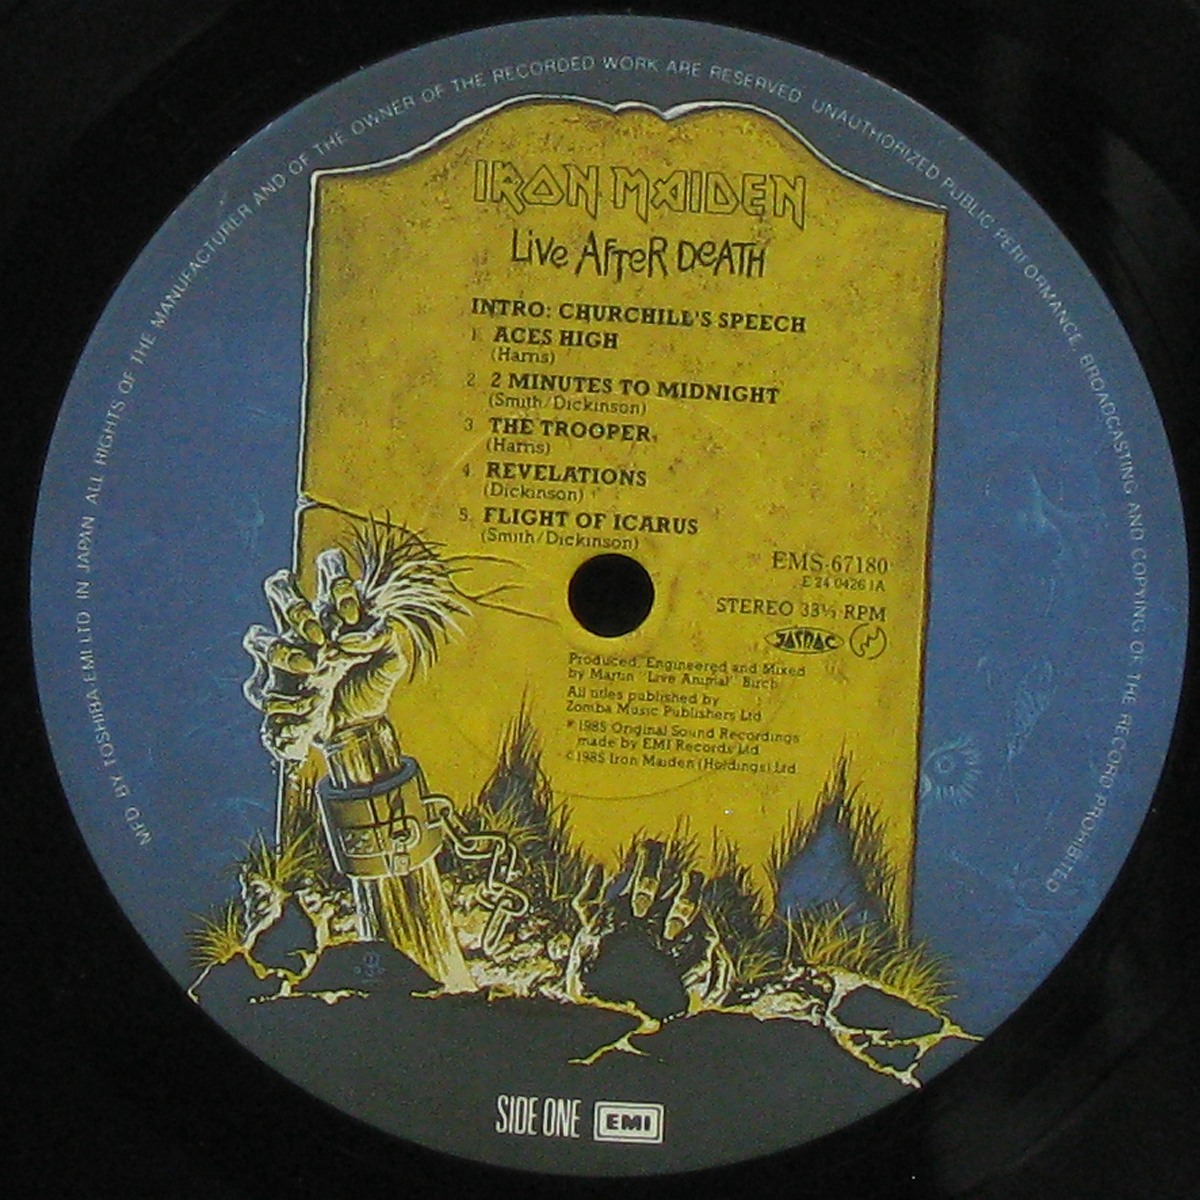 MFD BY TOSHIBA EMI LTD IN JAPAN ALL RIGHTS OF THE MANUFACTURER AND OF THE OWNER OF THE RECORDED WORK ARE RESERVED UNAUTHORIZED PUBLIC PERFORMANCE BROADCASTING AND COPYING OF THE RECORD PROHIBITED
IRON MAIDEN
Live AFTeR DeATH
INTRO: CHURCHILL'S SPEECH
1. ACES HIGH
(Harris)
2. 2 MINUTES TO MIDNIGHT
(Smith/Dickinson)
3. THE TROOPER
(Harris)
4. REVELATIONS
(Dickinson)
5. FLIGHT OF ICARUS
(Smith/Dickinson)
EMS-67180
E 24 0426 1A
STEREO 33⅓ RPM
Produced, Engineered and Mixed
by Martin "Live Animal" Birch
All titles published by
Zomba Music Publishers Ltd
℗ 1985 Original Sound Recordings
made by EMI Records Ltd
© 1985 Iron Maiden (Holdings) Ltd
SIDE ONE EMI